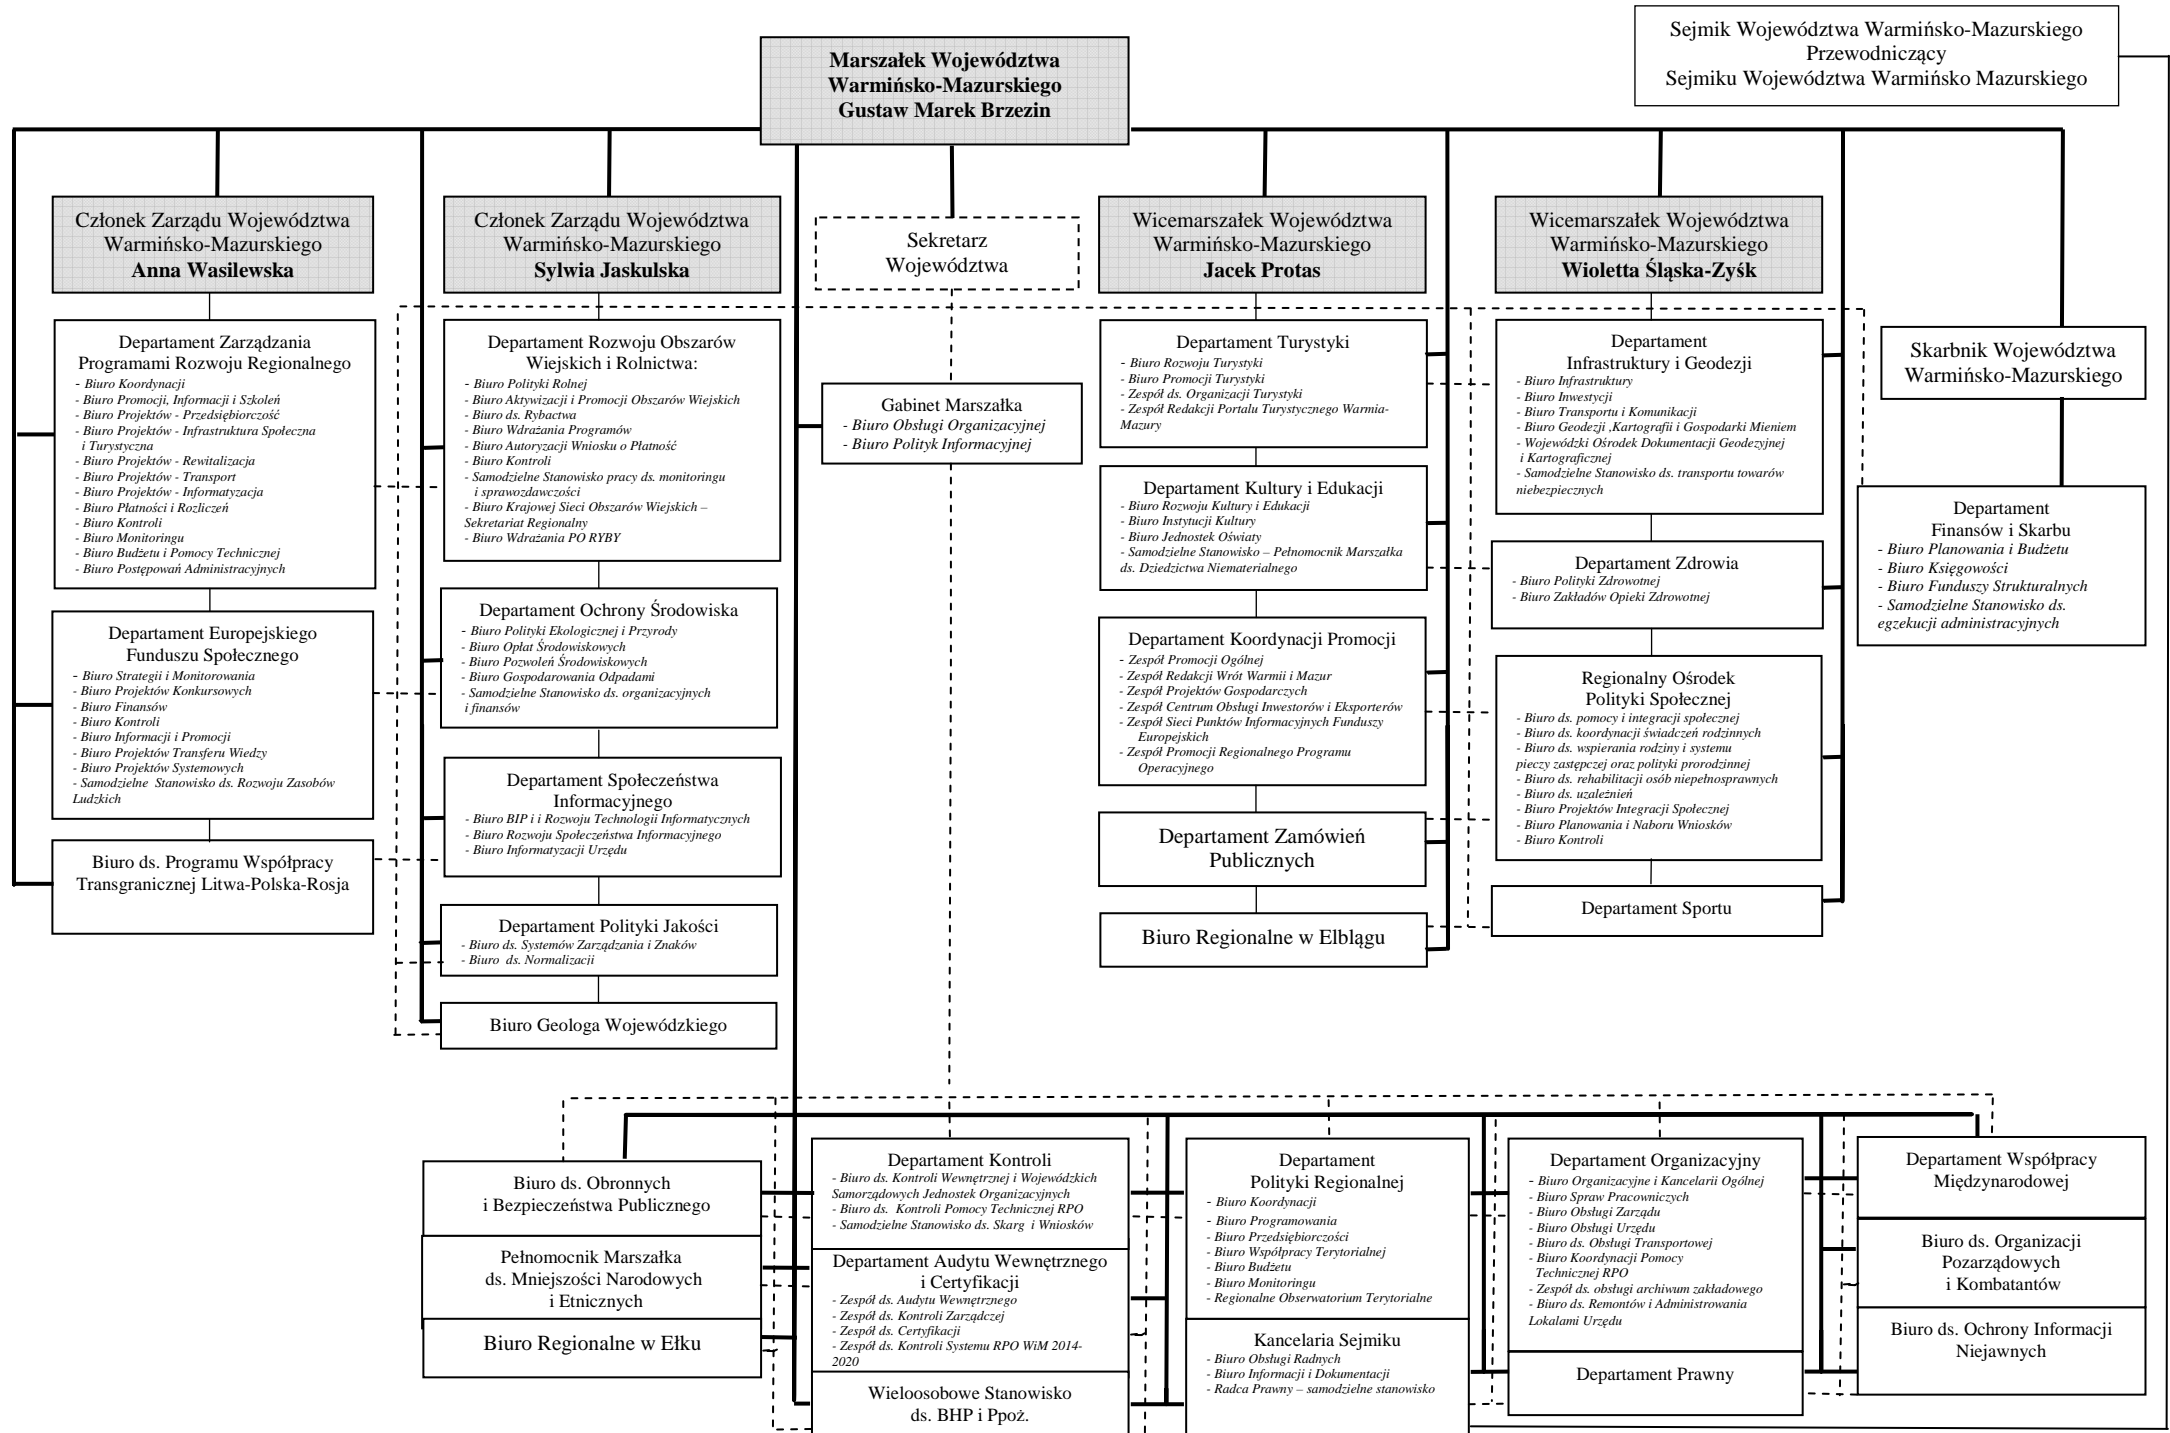 Sejmik Województwa Warmińsko-Mazurskiego
Przewodniczący
Sejmiku Województwa Warmińsko Mazurskiego
Marszałek Województwa
Warmińsko-Mazurskiego
Gustaw Marek Brzezin
Członek Zarządu Województwa
Warmińsko-Mazurskiego
Anna Wasilewska
Członek Zarządu Województwa
Warmińsko-Mazurskiego
Sylwia Jaskulska
Sekretarz
Województwa
Wicemarszałek Województwa
Warmińsko-Mazurskiego
Jacek Protas
Wicemarszałek Województwa
Warmińsko-Mazurskiego
Wioletta Śląska-Zyśk
Departament Zarządzania
Programami Rozwoju Regionalnego
- Biuro Koordynacji
- Biuro Promocji, Informacji i Szkoleń
- Biuro Projektów - Przedsiębiorczość
- Biuro Projektów - Infrastruktura Społeczna
i Turystyczna
- Biuro Projektów - Rewitalizacja
- Biuro Projektów - Transport
- Biuro Projektów - Informatyzacja
- Biuro Płatności i Rozliczeń
- Biuro Kontroli
- Biuro Monitoringu
- Biuro Budżetu i Pomocy Technicznej
- Biuro Postępowań Administracyjnych
Departament Europejskiego
Funduszu Społecznego
- Biuro Strategii i Monitorowania
- Biuro Projektów Konkursowych
- Biuro Finansów
- Biuro Kontroli
- Biuro Informacji i Promocji
- Biuro Projektów Transferu Wiedzy
- Biuro Projektów Systemowych
- Samodzielne Stanowisko ds. Rozwoju Zasobów
Ludzkich
Biuro ds. Programu Współpracy
Transgranicznej Litwa-Polska-Rosja
Departament Rozwoju Obszarów
Wiejskich i Rolnictwa:
- Biuro Polityki Rolnej
- Biuro Aktywizacji i Promocji Obszarów Wiejskich
- Biuro ds. Rybactwa
- Biuro Wdrażania Programów
- Biuro Autoryzacji Wniosku o Płatność
- Biuro Kontroli
- Samodzielne Stanowisko pracy ds. monitoringu
i sprawozdawczości
- Biuro Krajowej Sieci Obszarów Wiejskich –
Sekretariat Regionalny
- Biuro Wdrażania PO RYBY
Departament Ochrony Środowiska
- Biuro Polityki Ekologicznej i Przyrody
- Biuro Opłat Środowiskowych
- Biuro Pozwoleń Środowiskowych
- Biuro Gospodarowania Odpadami
- Samodzielne Stanowisko ds. organizacyjnych
i finansów
Departament Społeczeństwa
Informacyjnego
- Biuro BIP i i Rozwoju Technologii Informatycznych
- Biuro Rozwoju Społeczeństwa Informacyjnego
- Biuro Informatyzacji Urzędu
Departament Polityki Jakości
- Biuro ds. Systemów Zarządzania i Znaków
- Biuro ds. Normalizacji
Biuro Geologa Wojewódzkiego
Gabinet Marszałka
- Biuro Obsługi Organizacyjnej
- Biuro Polityk Informacyjnej
Departament Turystyki
- Biuro Rozwoju Turystyki
- Biuro Promocji Turystyki
- Zespół ds. Organizacji Turystyki
- Zespół Redakcji Portalu Turystycznego Warmia-
Mazury
Departament Kultury i Edukacji
- Biuro Rozwoju Kultury i Edukacji
- Biuro Instytucji Kultury
- Biuro Jednostek Oświaty
- Samodzielne Stanowisko – Pełnomocnik Marszałka
ds. Dziedzictwa Niematerialnego
Departament Koordynacji Promocji
- Zespół Promocji Ogólnej
- Zespół Redakcji Wrót Warmii i Mazur
- Zespół Projektów Gospodarczych
- Zespół Centrum Obsługi Inwestorów i Eksporterów
- Zespół Sieci Punktów Informacyjnych Funduszy
Europejskich
- Zespół Promocji Regionalnego Programu
Operacyjnego
Departament Zamówień
Publicznych
Biuro Regionalne w Elblągu
Departament
Infrastruktury i Geodezji
- Biuro Infrastruktury
- Biuro Inwestycji
- Biuro Transportu i Komunikacji
- Biuro Geodezji ,Kartografii i Gospodarki Mieniem
- Wojewódzki Ośrodek Dokumentacji Geodezyjnej
i Kartograficznej
- Samodzielne Stanowisko ds. transportu towarów
niebezpiecznych
Departament Zdrowia
- Biuro Polityki Zdrowotnej
- Biuro Zakładów Opieki Zdrowotnej
Regionalny Ośrodek
Polityki Społecznej
- Biuro ds. pomocy i integracji społecznej
- Biuro ds. koordynacji świadczeń rodzinnych
- Biuro ds. wspierania rodziny i systemu
pieczy zastępczej oraz polityki prorodzinnej
- Biuro ds. rehabilitacji osób niepełnosprawnych
- Biuro ds. uzależnień
- Biuro Projektów Integracji Społecznej
- Biuro Planowania i Naboru Wniosków
- Biuro Kontroli
Departament Sportu
Skarbnik Województwa
Warmińsko-Mazurskiego
Departament
Finansów i Skarbu
- Biuro Planowania i Budżetu
- Biuro Księgowości
- Biuro Funduszy Strukturalnych
- Samodzielne Stanowisko ds.
egzekucji administracyjnych
Biuro ds. Obronnych
i Bezpieczeństwa Publicznego
Pełnomocnik Marszałka
ds. Mniejszości Narodowych
i Etnicznych
Biuro Regionalne w Ełku
Departament Kontroli
- Biuro ds. Kontroli Wewnętrznej i Wojewódzkich
Samorządowych Jednostek Organizacyjnych
- Biuro ds. Kontroli Pomocy Technicznej RPO
- Samodzielne Stanowisko ds. Skarg i Wniosków
Departament Audytu Wewnętrznego
i Certyfikacji
- Zespół ds. Audytu Wewnętrznego
- Zespół ds. Kontroli Zarządczej
- Zespół ds. Certyfikacji
- Zespół ds. Kontroli Systemu RPO WiM 2014-
2020
Wieloosobowe Stanowisko
ds. BHP i Ppoż.
Departament
Polityki Regionalnej
- Biuro Koordynacji
- Biuro Programowania
- Biuro Przedsiębiorczości
- Biuro Współpracy Terytorialnej
- Biuro Budżetu
- Biuro Monitoringu
- Regionalne Obserwatorium Terytorialne
Kancelaria Sejmiku
- Biuro Obsługi Radnych
- Biuro Informacji i Dokumentacji
- Radca Prawny – samodzielne stanowisko
Departament Organizacyjny
- Biuro Organizacyjne i Kancelarii Ogólnej
- Biuro Spraw Pracowniczych
- Biuro Obsługi Zarządu
- Biuro Obsługi Urzędu
- Biuro ds. Obsługi Transportowej
- Biuro Koordynacji Pomocy
Technicznej RPO
- Zespół ds. obsługi archiwum zakładowego
- Biuro ds. Remontów i Administrowania
Lokalami Urzędu
Departament Prawny
Departament Współpracy
Międzynarodowej
Biuro ds. Organizacji
Pozarządowych
i Kombatantów
Biuro ds. Ochrony Informacji
Niejawnych